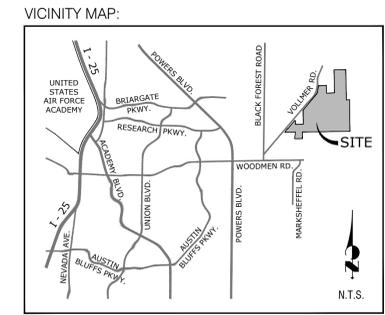 VICINITY MAP:
I - 25
POWERS BLVD.
BLACK FOREST ROAD
VOLLMER RD.
UNITED
STATES
AIR FORCE
ACADEMY
BRIARGATE
PKWY.
RESEARCH PKWY.
SITE
ACADEMY BLVD
WOODMEN RD.
UNION BLVD.
POWERS BLVD.
MARKSHEFFEL RD.
I - 25
NEVADA AVE.
AUSTIN
BLUFFS PKWY.
AUSTIN
BLUFFS PKWY.
N
N.T.S.